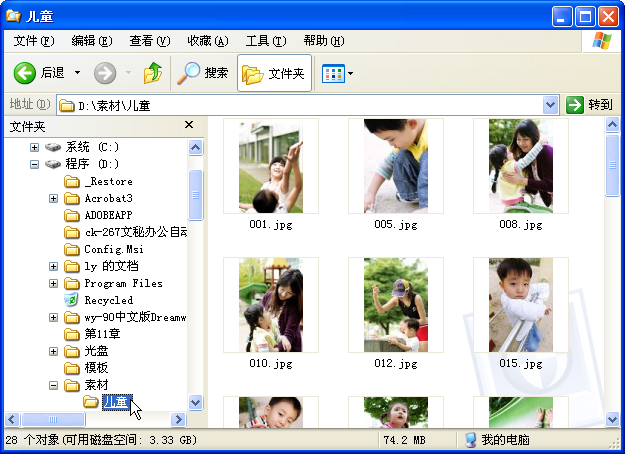 儿童
文件(F) 编辑(E) 查看(V) 收藏(A) 工具(T) 帮助(H)
后退 搜索 文件夹
地址(D) D:\素材\儿童 转到
文件夹
系统 (C:)
程序 (D:)
_Restore
Acrobat3
ADOBEAPP
ck-267文秘办公自动
Config.Msi
ly 的文档
Program Files
Recycled
wy-90中文版Dreamw
第11章
光盘
模板
素材
儿童
001.jpg 005.jpg 008.jpg
010.jpg 012.jpg 015.jpg
28 个对象(可用磁盘空间: 3.33 GB) 74.2 MB 我的电脑